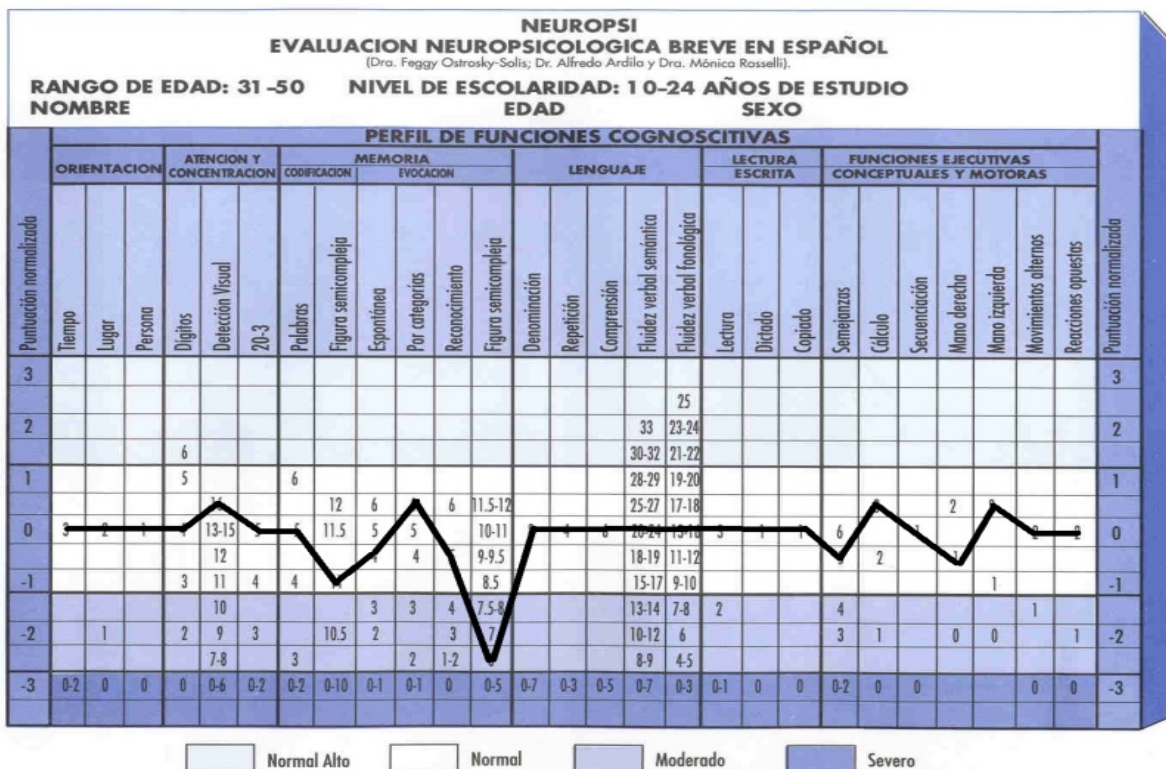 NEUROPSI
EVALUACION NEUROPSICOLOGICA BREVE EN ESPAÑOL
(Dra. Feggy Ostrosky-Solis; Dr. Alfredo Ardila y Dra. Mónica Rosselli).
RANGO DE EDAD: 31-50 NIVEL DE ESCOLARIDAD: 10-24 AÑOS DE ESTUDIO
NOMBRE EDAD SEXO
PERFIL DE FUNCIONES COGNOSCITIVAS
ORIENTACION ATENCION Y CONCENTRACION MEMORIA CODIFICACION EVOCACION LENGUAJE LECTURA ESCRITA FUNCIONES EJECUTIVAS CONCEPTUALES Y MOTORAS
Puntuación normalizada Tiempo Lugar Persona Dígitos Detección Visual 20-3 Palabras Figura semicompleja Espontánea Por categorías Reconocimiento Figura semicompleja Denominación Repetición Comprensión Fluidez verbal semántica Fluidez verbal fonológica Lectura Dictado Copiado Semejanzas Cálculo Secuenciación Mano derecha Mano izquierda Movimientos alternos Reacciones opuestas Puntuación normalizada
3 3
25
2 33 23-24 2
6 30-32 21-22
1 5 6 28-29 19-20 1
12 6 6 11.5-12 25-27 17-18 2
0 3 2 1 13-15 11.5 5 5 10-11 4 6 20-24 3 1 6 2 2 0
12 4 9-9.5 18-19 11-12 2
-1 3 11 4 4 8.5 15-17 9-10 1 -1
10 3 3 4 7.5-8 13-14 7-8 2 4 1
-2 1 2 9 3 10.5 2 3 7 10-12 6 3 1 0 0 1 -2
7-8 3 2 1-2 8-9 4-5
-3 0-2 0 0 0 0-6 0-2 0-2 0-10 0-1 0-1 0 0-5 0-7 0-3 0-5 0-7 0-3 0-1 0 0 0-2 0 0 0 0 -3
Normal Alto Normal Moderado Severo